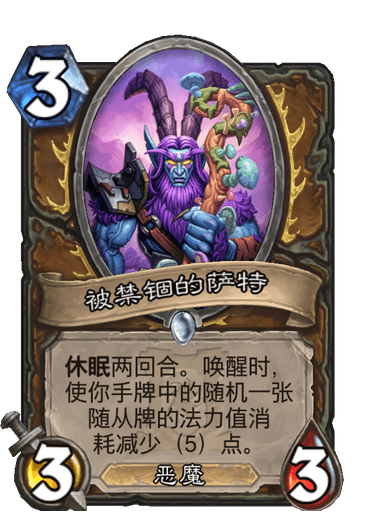 3
被禁锢的萨特
休眠两回合。唤醒时，
使你手牌中的随机一张
随从牌的法力值消
耗减少（5）点。
恶魔
3
3